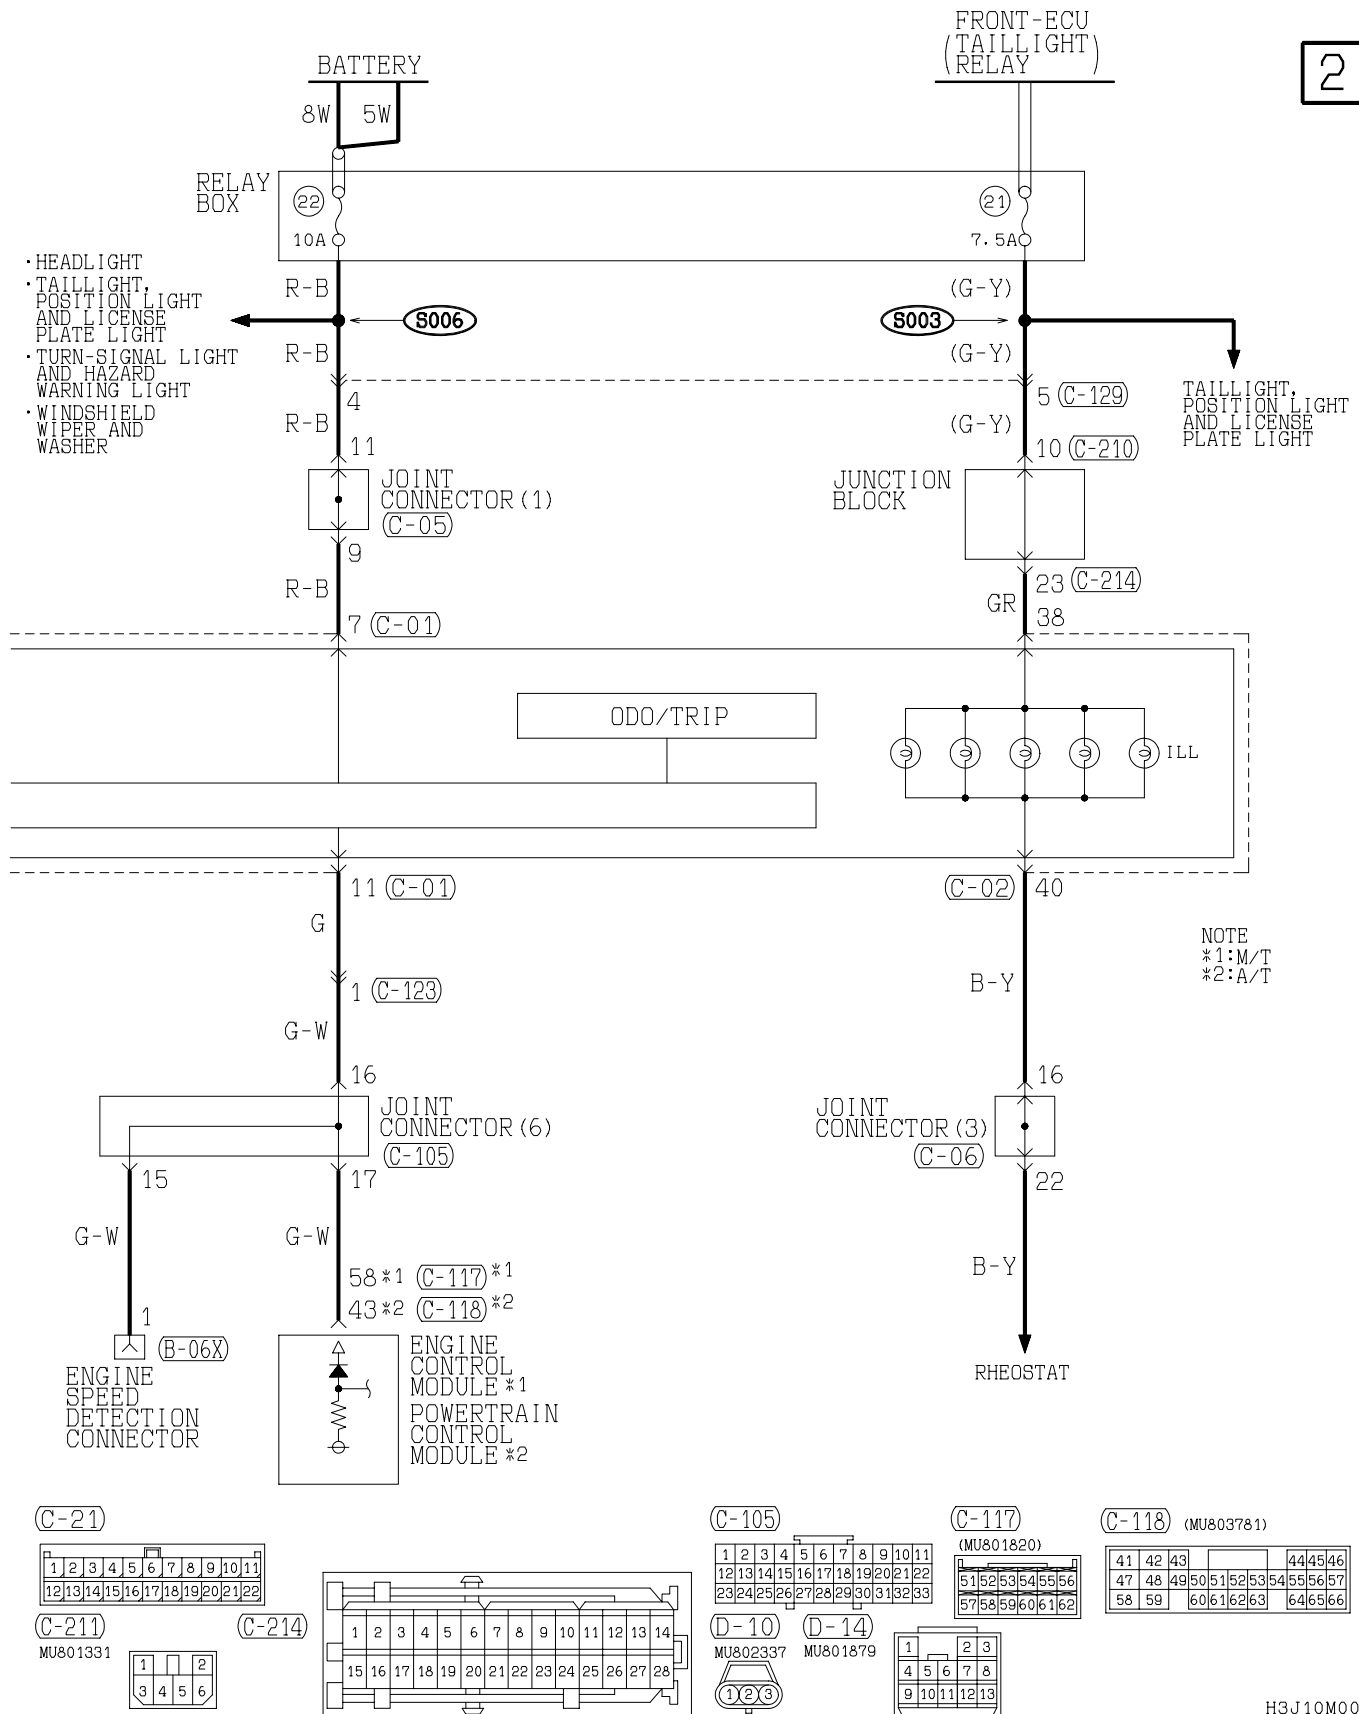 FRONT-ECU
(TAILLIGHT
RELAY)
2
BATTERY
8W 5W
RELAY
BOX
22
10A
21
7.5A
·HEADLIGHT
·TAILLIGHT,
POSITION LIGHT
AND LICENSE
PLATE LIGHT
·TURN-SIGNAL LIGHT
AND HAZARD
WARNING LIGHT
·WINDSHIELD
WIPER AND
WASHER
R-B
S006
R-B
4
R-B
11
(G-Y)
S003
(G-Y)
5 C-129
(G-Y)
10 C-210
TAILLIGHT,
POSITION LIGHT
AND LICENSE
PLATE LIGHT
JOINT
CONNECTOR(1)
C-05
9
R-B
7 C-01
JUNCTION
BLOCK
23 C-214
GR
38
ODO/TRIP
ILL
11 C-01
G
1 C-123
G-W
16
C-02 40
B-Y
16
NOTE
*1:M/T
*2:A/T
JOINT
CONNECTOR(6)
C-105
15
17
JOINT
CONNECTOR(3)
C-06
22
G-W
G-W
B-Y
58*1 C-117*1
43*2 C-118*2
1
B-06X
ENGINE
SPEED
DETECTION
CONNECTOR
ENGINE
CONTROL
MODULE*1
POWERTRAIN
CONTROL
MODULE*2
RHEOSTAT
C-21
1 2 3 4 5 6 7 8 9 10 11
12 13 14 15 16 17 18 19 20 21 22
C-211
MU801331
1 2
3 4 5 6
C-214
1 2 3 4 5 6 7 8 9 10 11 12 13 14
15 16 17 18 19 20 21 22 23 24 25 26 27 28
C-105
1 2 3 4 5 6 7 8 9 10 11
12 13 14 15 16 17 18 19 20 21 22
23 24 25 26 27 28 29 30 31 32 33
C-117
(MU801820)
51 52 53 54 55 56
57 58 59 60 61 62
C-118 (MU803781)
41 42 43 44 45 46
47 48 49 50 51 52 53 54 55 56 57
58 59 60 61 62 63 64 65 66
D-10
MU802337
1 2 3
D-14
MU801879
1 2 3
4 5 6 7 8
9 10 11 12 13
H3J10M00